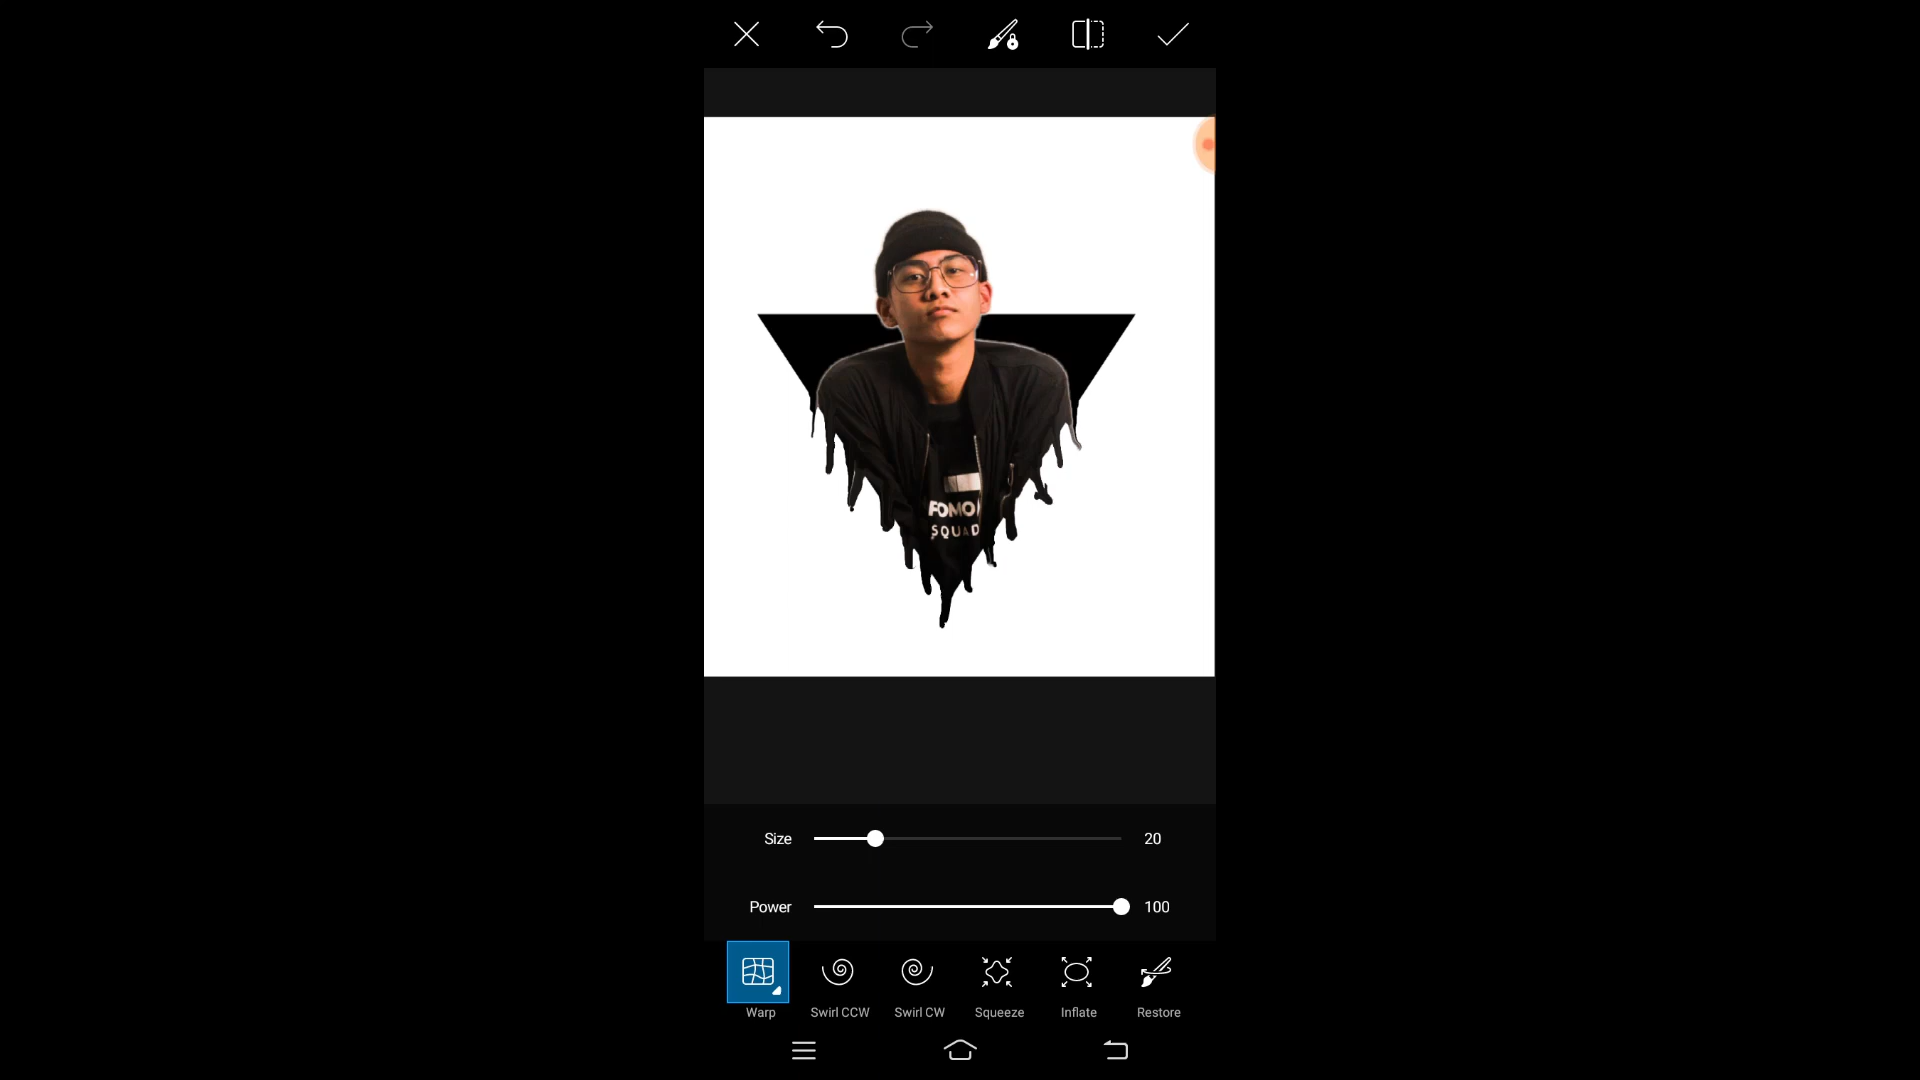 FOMO
SQUAD
Size 20
Power 100
Warp Swirl CCW Swirl CW Squeeze Inflate Restore